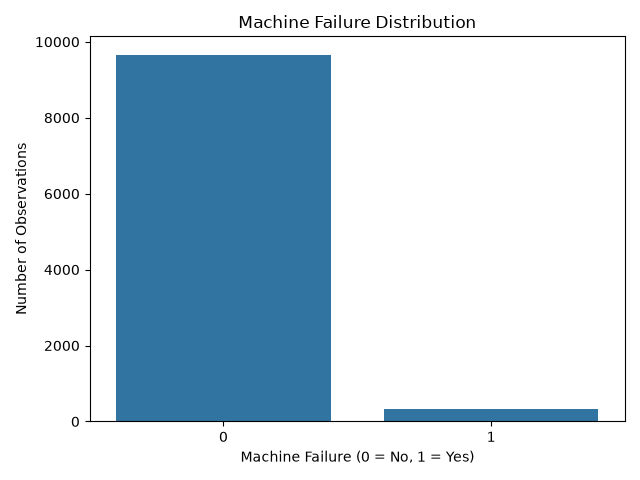 Machine Failure Distribution
10000
8000
6000
4000
2000
0
Number of Observations
0 1
Machine Failure (0 = No, 1 = Yes)